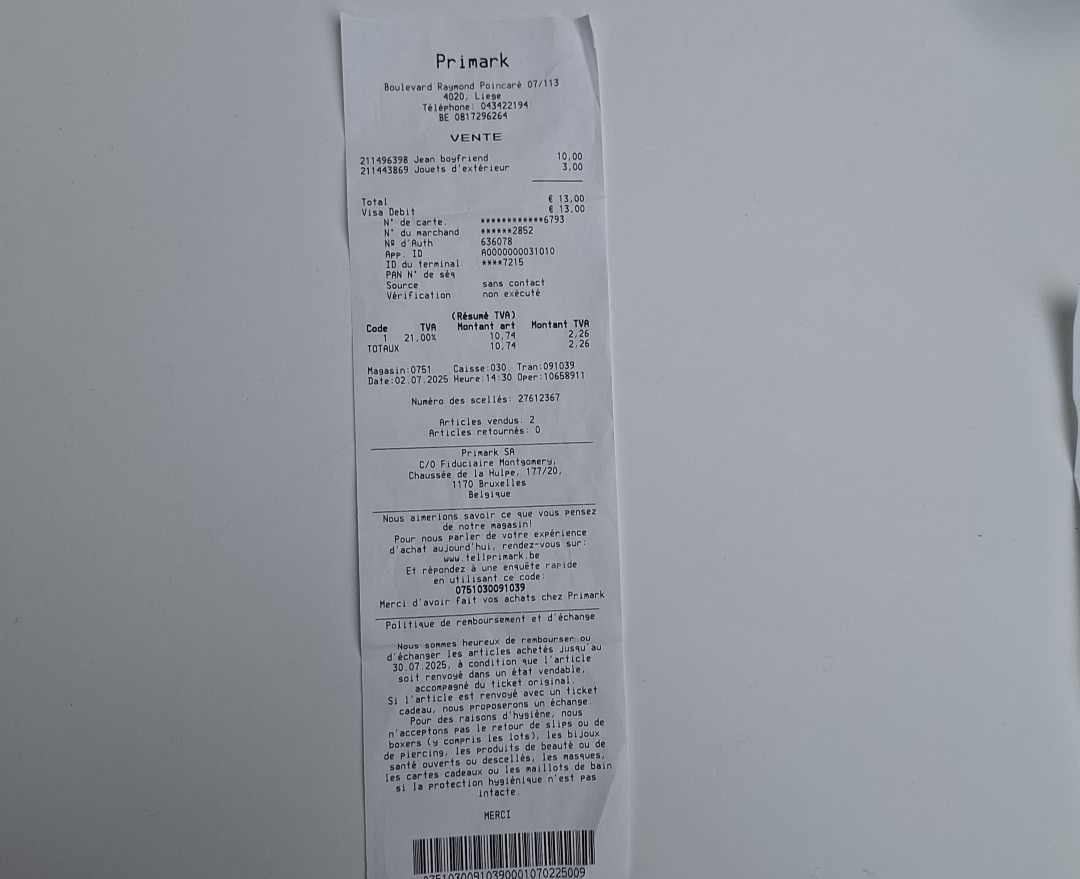 Primark
Boulevard Raymond Poincaré 07/113
4020, Liege
Téléphone: 043422194
BE 0817296264
VENTE
211496398 Jean boyfriend 10,00
211443869 Jouets d'extérieur 3,00
Total € 13,00
Visa Debit € 13,00
N° de carte. ************6793
N° du marchand ******2852
Nº d'Auth 636078
App. ID A0000000031010
ID du terminal ****7215
PAN N° de séq
Source sans contact
Vérification non exécuté
(Résumé TVA)
Code TVA Montant art Montant TVA
1 21,00% 10,74 2,26
TOTAUX 10,74 2,26
Magasin:0751 Caisse:030 Tran:091039
Date:02.07.2025 Heure:14:30 Oper:10658911
Numéro des scellés: 27612367
Articles vendus: 2
Articles retournés: 0
Primark SA
C/O Fiduciaire Montgomery,
Chaussée de la Hulpe, 177/20,
1170 Bruxelles
Belgique
Nous aimerions savoir ce que vous pensez
de notre magasin!
Pour nous parler de votre expérience
d'achat aujourd'hui, rendez-vous sur:
www.tellprimark.be
Et répondez à une enquête rapide
en utilisant ce code:
0751030091039
Merci d'avoir fait vos achats chez Primark
Politique de remboursement et d'échange
Nous sommes heureux de rembourser ou
d'échanger les articles achetés jusqu'au
30.07.2025, à condition que l'article
soit renvoyé dans un état vendable,
accompagné du ticket original.
Si l'article est renvoyé avec un ticket
cadeau, nous proposerons un échange.
Pour des raisons d'hygiène, nous
n'acceptons pas le retour de slips ou de
boxers (y compris les lots), les bijoux
de piercing, les produits de beauté ou de
santé ouverts ou descellés, les masques,
les cartes cadeaux ou les maillots de bain
si la protection hygiénique n'est pas
intacte.
MERCI
07510300910390001070225009